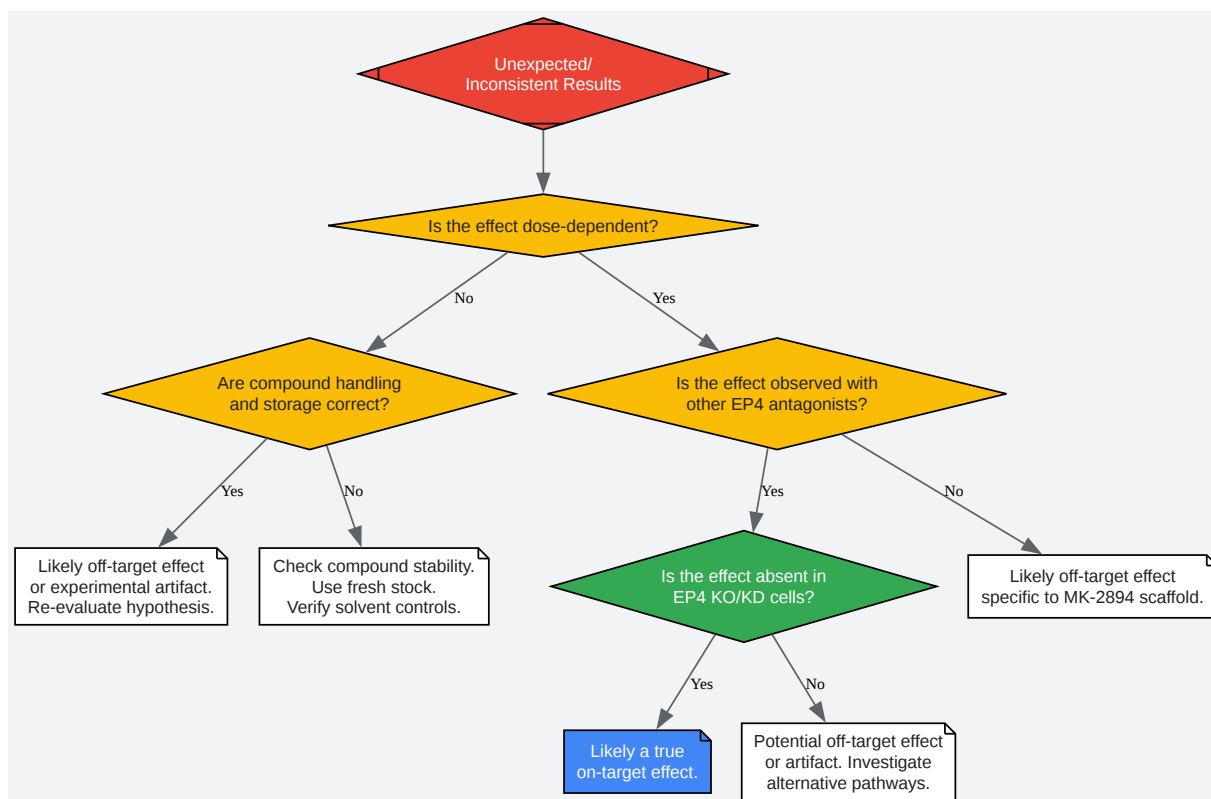 Unexpected/
Inconsistent Results
Is the effect dose-dependent?
No
Yes
Are compound handling
and storage correct?
Is the effect observed with
other EP4 antagonists?
Yes
No
Yes
No
Likely off-target effect
or experimental artifact.
Re-evaluate hypothesis.
Check compound stability.
Use fresh stock.
Verify solvent controls.
Is the effect absent in
EP4 KO/KD cells?
Likely off-target effect
specific to MK-2894 scaffold.
Yes
No
Likely a true
on-target effect.
Potential off-target effect
or artifact. Investigate
alternative pathways.